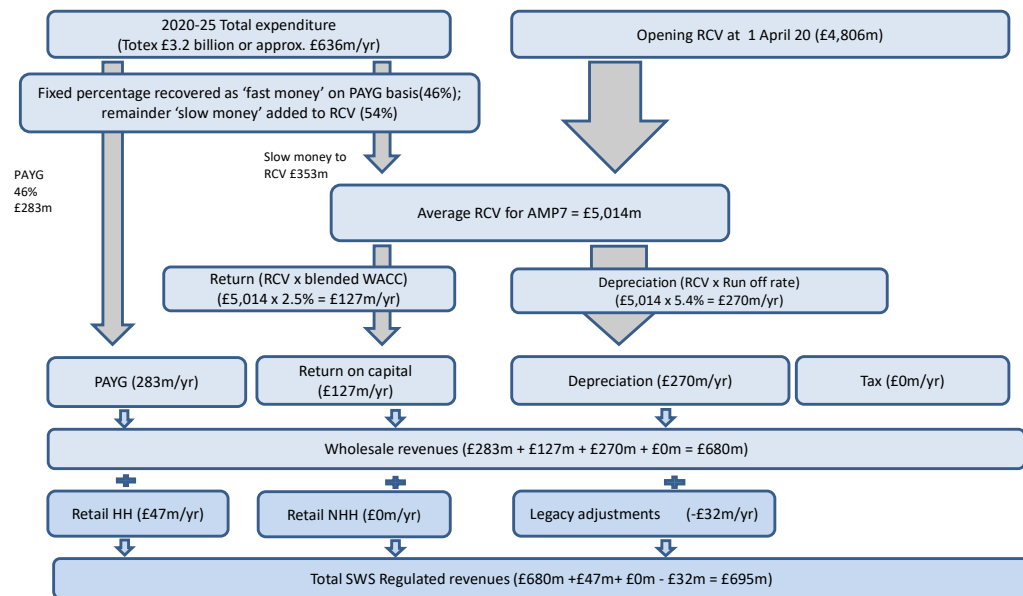 2020-25 Total expenditure
(Totex £3.2 billion or approx. £636m/yr)
Opening RCV at 1 April 20 (£4,806m)
Fixed percentage recovered as ‘fast money’ on PAYG basis(46%);
remainder ‘slow money’ added to RCV (54%)
Slow money to
RCV £353m
PAYG
46%
£283m
Average RCV for AMP7 = £5,014m
Return (RCV x blended WACC)
(£5,014 x 2.5% = £127m/yr)
Depreciation (RCV x Run off rate)
(£5,014 x 5.4% = £270m/yr)
PAYG (283m/yr)
Return on capital
(£127m/yr)
Depreciation (£270m/yr)
Tax (£0m/yr)
Wholesale revenues (£283m + £127m + £270m + £0m = £680m)
Retail HH (£47m/yr)
Retail NHH (£0m/yr)
Legacy adjustments (-£32m/yr)
Total SWS Regulated revenues (£680m +£47m+ £0m - £32m = £695m)